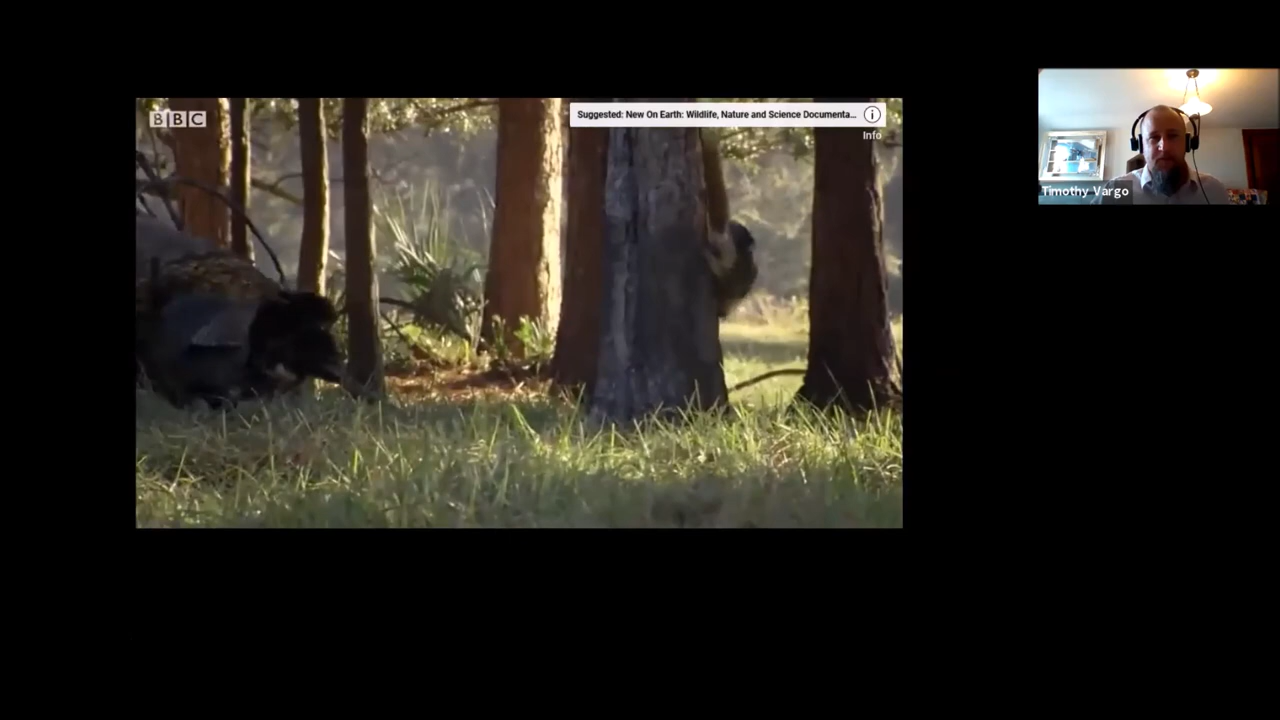 BBC
Suggested: New On Earth: Wildlife, Nature and Science Documenta...
Info
Timothy Vargo